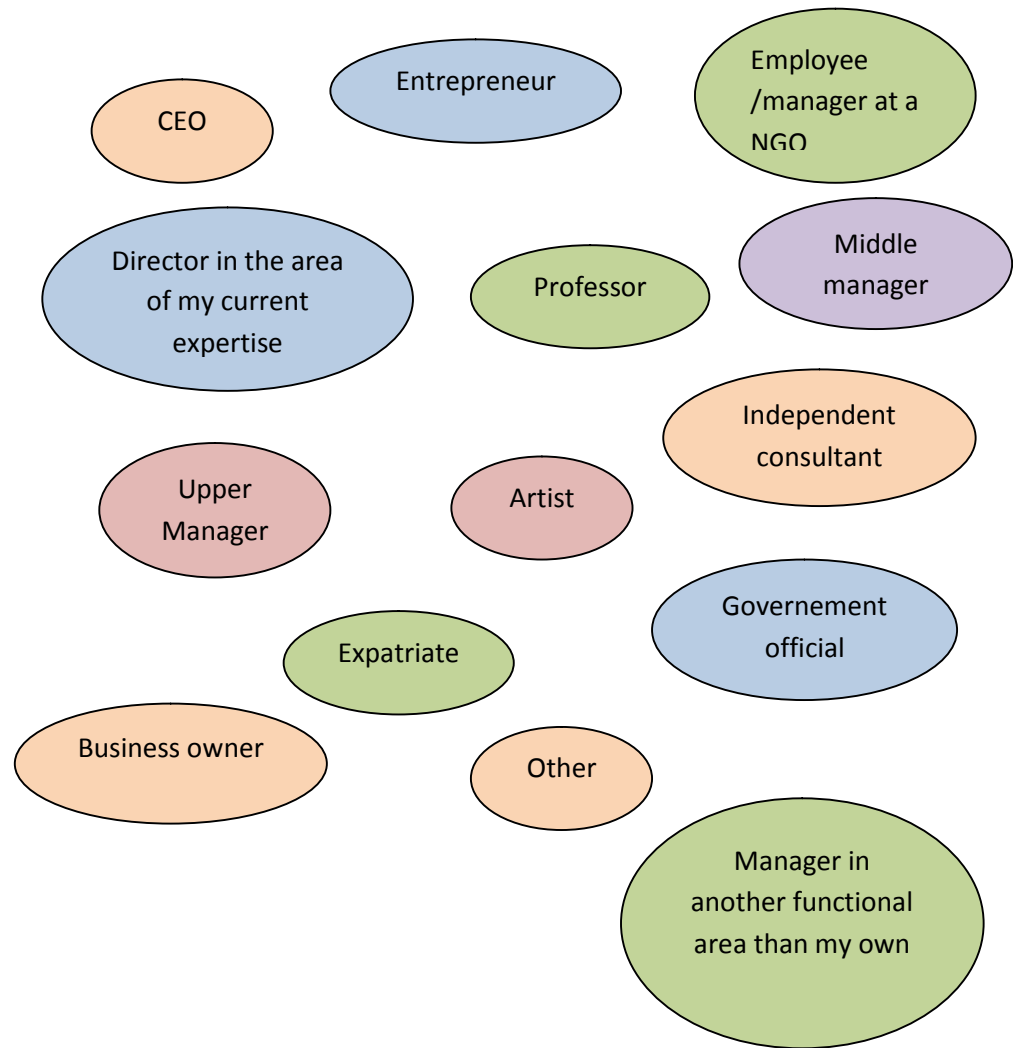 Entrepreneur
Employee
/manager at a
NGO
CEO
Director in the area
of my current
expertise
Professor
Middle
manager
Independent
consultant
Upper
Manager
Artist
Governement
official
Expatriate
Business owner
Other
Manager in
another functional
area than my own